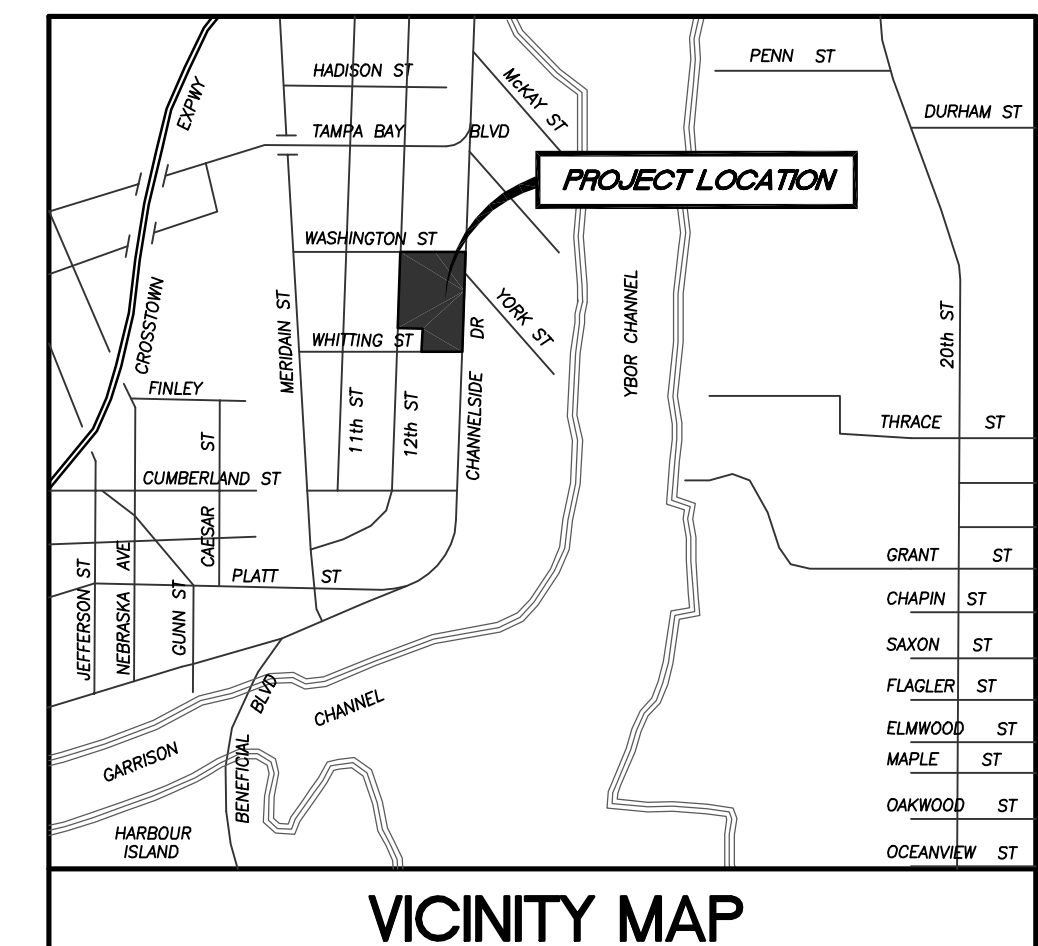 PENN ST
HADISON ST
McKAY ST
EXPWY
DURHAM ST
TAMPA BAY BLVD
PROJECT LOCATION
WASHINGTON ST
YORK ST
YBOR CHANNEL
20th ST
CROSSTOWN
MERIDAIN ST
WHITTING ST
DR
FINLEY ST
11th ST
12th ST
CHANNELSIDE
THRACE ST
CUMBERLAND ST
CAESAR
GRANT ST
NEBRASKA AVE
JEFFERSON ST
GUNN ST
PLATT ST
CHAPIN ST
SAXON ST
FLAGLER ST
BENEFICIAL BLVD
GARRISON CHANNEL
ELMWOOD ST
MAPLE ST
OAKWOOD ST
HARBOUR
ISLAND
OCEANVIEW ST
VICINITY MAP